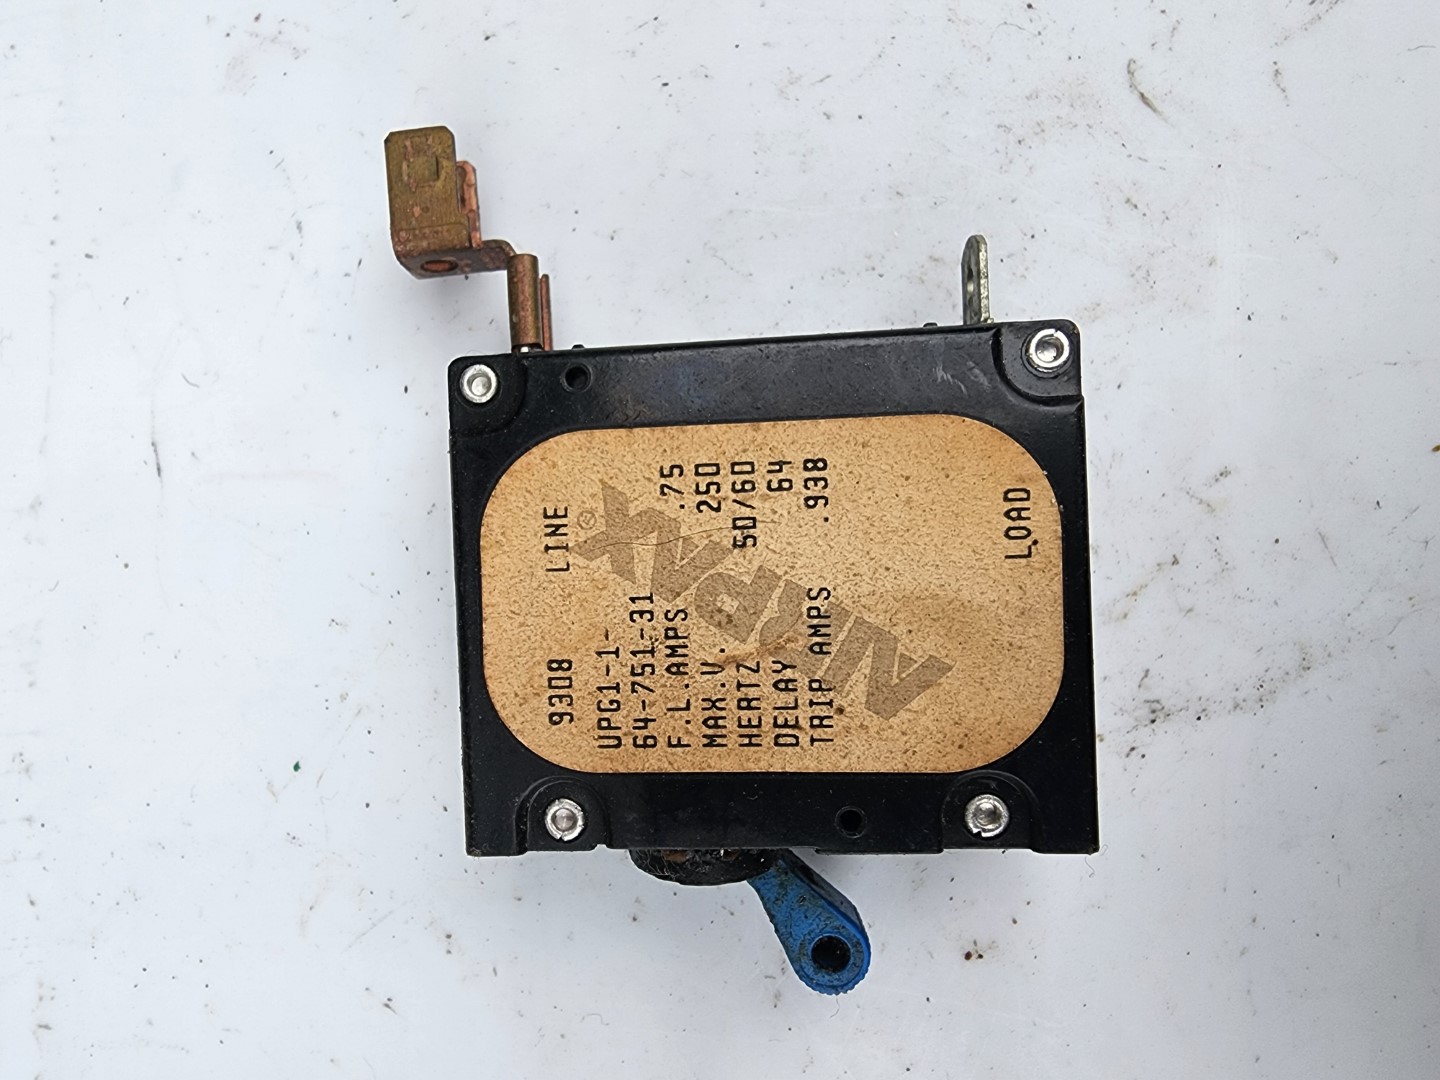 9308 LINE
UPG1-1-
64-751-31
F.L.AMPS .75
MAX.V. 250
HERTZ 50/60
DELAY 64
TRIP AMPS .938
AIRPAX®
LOAD